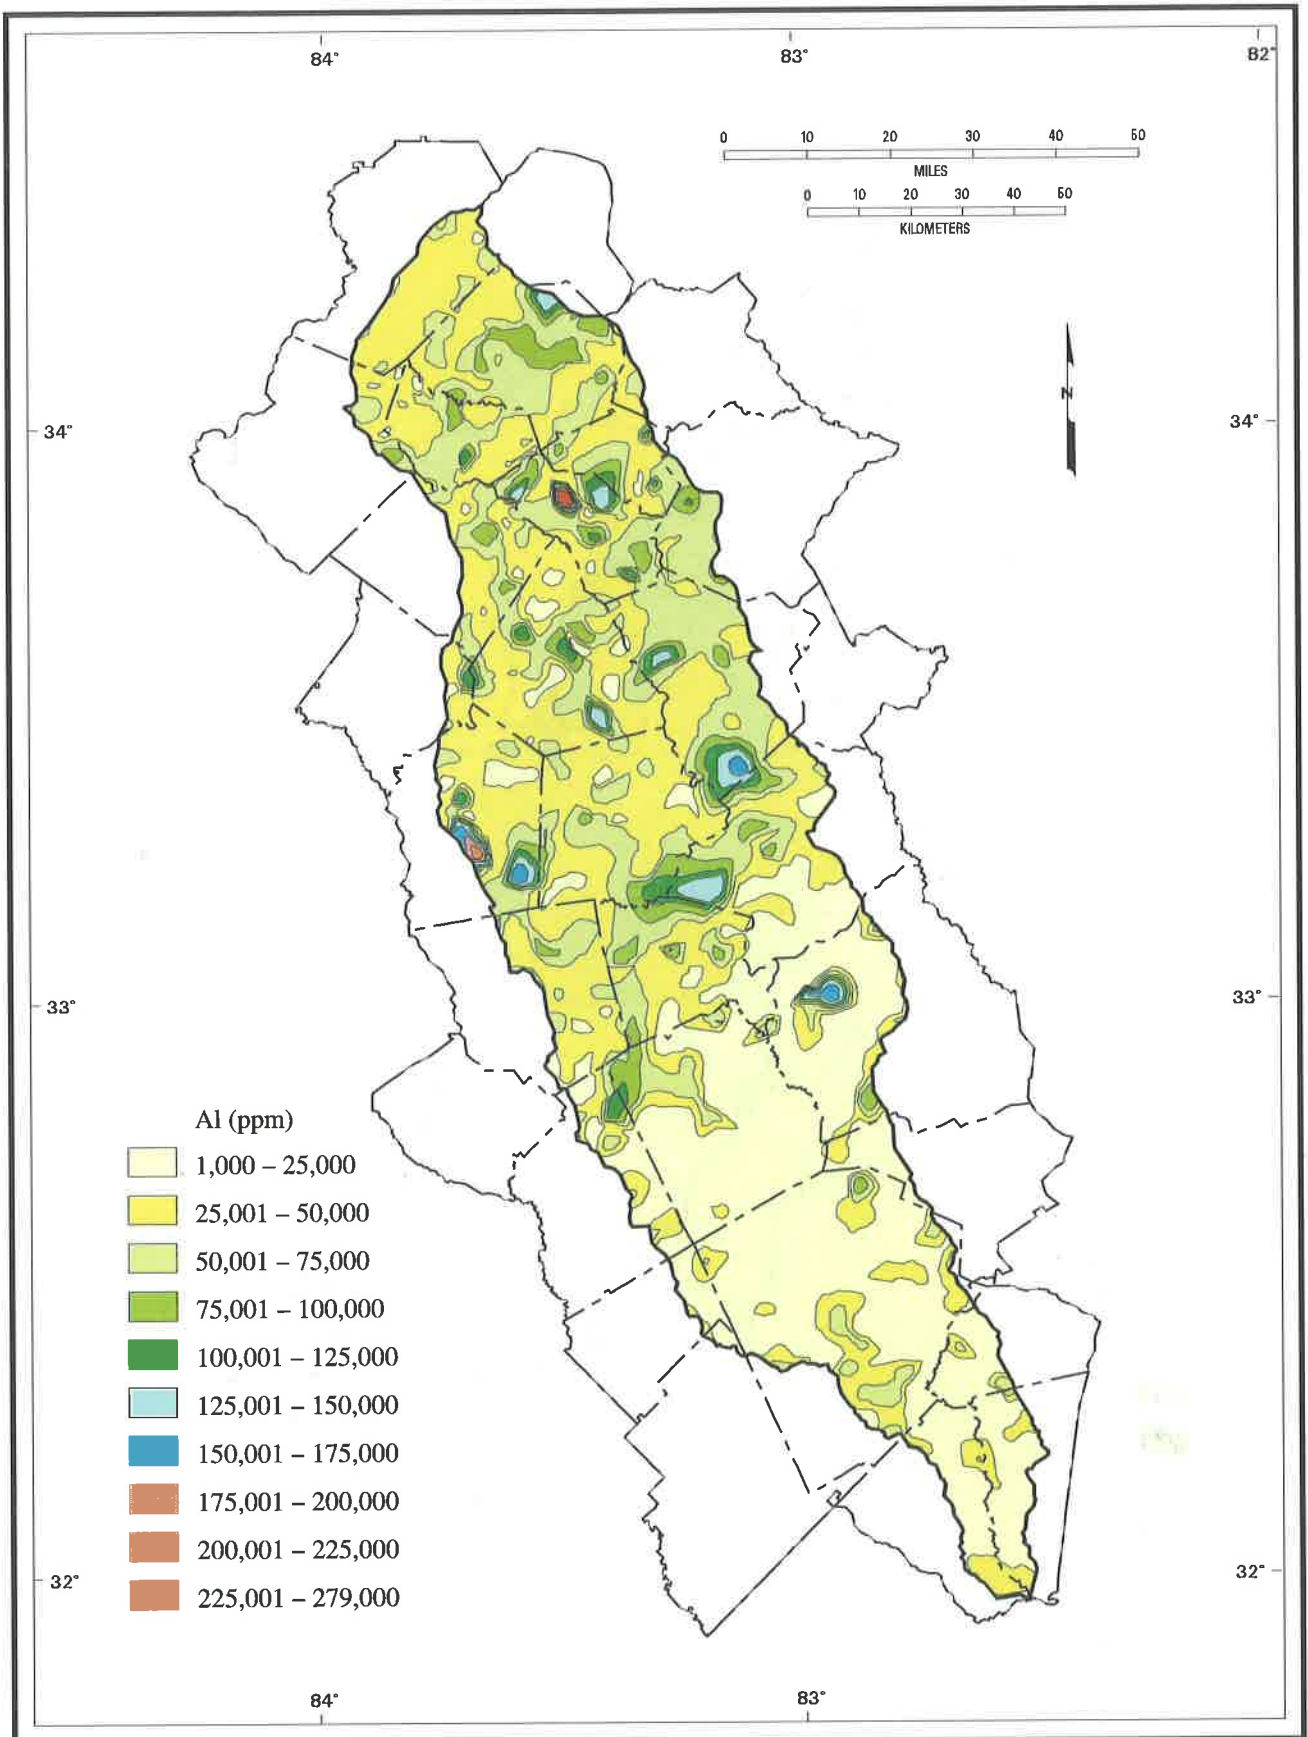 84°
83°
82°
0 10 20 30 40 50
MILES
0 10 20 30 40 50
KILOMETERS
N
34°
34°
33°
33°
Al (ppm)
1,000 – 25,000
25,001 – 50,000
50,001 – 75,000
75,001 – 100,000
100,001 – 125,000
125,001 – 150,000
150,001 – 175,000
175,001 – 200,000
200,001 – 225,000
225,001 – 279,000
32°
32°
84°
83°